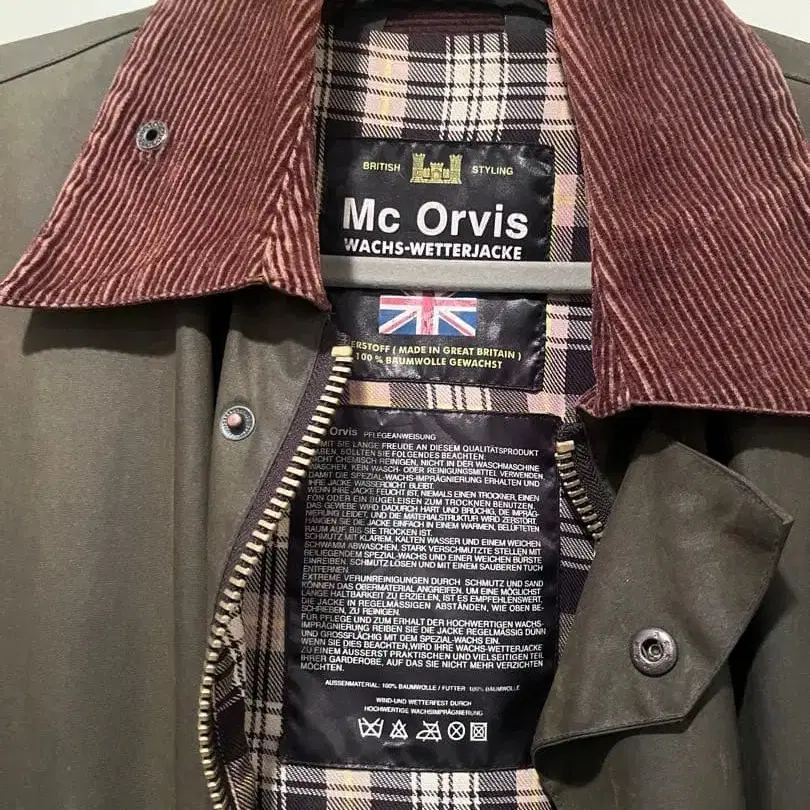 BRITISH STYLING
Mc Orvis
WACHS-WETTERJACKE
ERSTOFF ( MADE IN GREAT BRITAIN )
100 % BAUMWOLLE GEWACHST
Orvis PFLEGEANWEISUNG
MIT SIE LANGE FREUDE AN DIESEM QUALITÄTSPRODUKT
ABEN, SOLLTEN SIE FOLGENDES BEACHTEN.
NICHT CHEMISCH REINIGEN, NICHT IN DER WASCHMASCHINE
WASCHEN, KEIN WASCH- ODER REINIGUNGSMITTEL VERWENDEN,
DAMIT DIE SPEZIAL-WACHS-IMPRÄGNIERUNG ERHALTEN UND
IHRE JACKE WASSERDICHT BLEIBT.
WENN IHRE JACKE FEUCHT IST, NIEMALS EINEN TROCKNER, EINEN
FÖN ODER EIN BÜGELEISEN ZUM TROCKNEN BENUTZEN,
DAS GEWEBE WIRD DADURCH HART UND BRÜCHIG, DIE IMPRÄG-
NIERUNG LEIDET, UND DIE MATERIALSTRUKTUR WIRD ZERSTÖRT.
HÄNGEN SIE DIE JACKE EINFACH IN EINEM WARMEN, BELÜFTETEN
RAUM AUF, BIS SIE TROCKEN IST.
SCHMUTZ MIT KLAREM, KALTEN WASSER UND EINEM WEICHEN
SCHWAMM ABWASCHEN, STARK VERSCHMUTZTE STELLEN MIT
BEILIEGENDEM SPEZIAL-WACHS UND EINER WEICHEN BÜRSTE
EINREIBEN, SCHMUTZ LÖSEN UND MIT EINEM SAUBEREN TUCH
ENTFERNEN.
EXTREME VERUNREINIGUNGEN DURCH SCHMUTZ UND SAND
KÖNNEN DAS OBERMATERIAL ANGREIFEN. UM EINE MÖGLICHST
LANGE HALTBARKEIT ZU ERZIELEN, IST ES EMPFEHLENSWERT,
DIE JACKE IN REGELMÄSSIGEN ABSTÄNDEN, WIE OBEN BE-
SCHRIEBEN, ZU REINIGEN.
FÜR PFLEGE UND ZUM ERHALT DER HOCHWERTIGEN WACHS-
IMPRÄGNIERUNG REIBEN SIE DIE JACKE REGELMÄSSIG DÜNN
UND GROSSFLÄCHIG MIT DEM SPEZIAL-WACHS EIN.
WENN SIE DIES BEACHTEN, WIRD IHRE WACHS-WETTERJACKE
ZU EINEM ÄUSSERST PRAKTISCHEN UND VIELSEITIGEN TEIL
IHRER GARDEROBE, AUF DAS SIE NICHT MEHR VERZICHTEN
MÖCHTEN.
AUSSENMATERIAL: 100% BAUMWOLLE / FUTTER 100% BAUMWOLLE
WIND-UND WETTERFEST DURCH
HOCHWERTIGE WACHSIMPRÄGNIERUNG